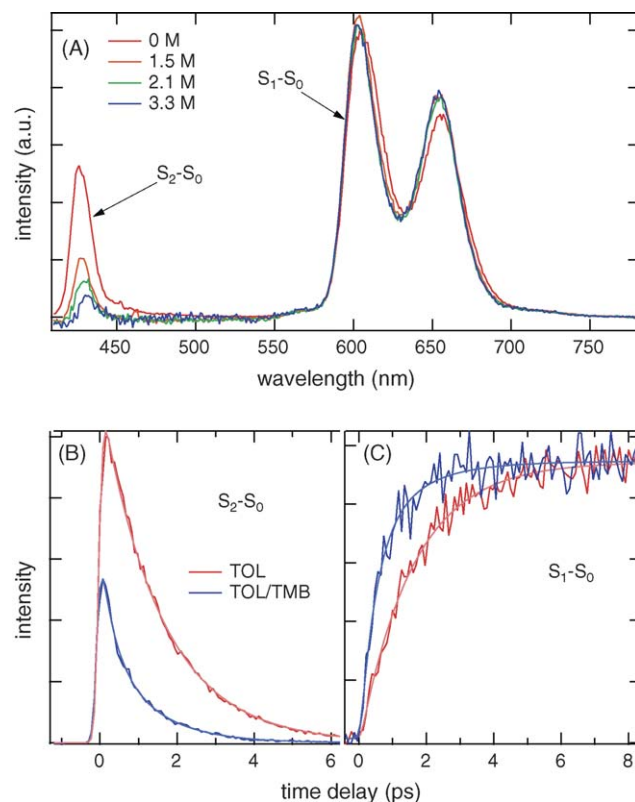 (A)
0 M
1.5 M
2.1 M
3.3 M
S₂-S₀
S₁-S₀
intensity (a.u.)
450 500 550 600 650 700 750
wavelength (nm)
(B)
S₂-S₀
TOL
TOL/TMB
intensity
0 2 4 6
(C)
S₁-S₀
0 2 4 6 8
time delay (ps)